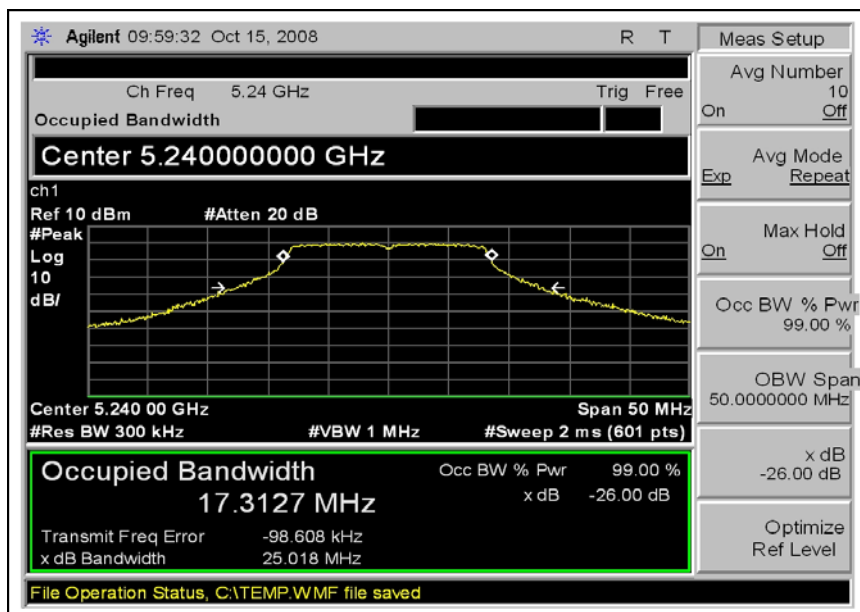 Agilent 09:59:32 Oct 15, 2008 R T
Ch Freq 5.24 GHz Trig Free
Occupied Bandwidth
Center 5.240000000 GHz
ch1
Ref 10 dBm #Atten 20 dB
#Peak
Log
10
dB/
Center 5.240 00 GHz Span 50 MHz
#Res BW 300 kHz #VBW 1 MHz #Sweep 2 ms (601 pts)
Occupied Bandwidth Occ BW % Pwr 99.00 %
17.3127 MHz x dB -26.00 dB
Transmit Freq Error -98.608 kHz
x dB Bandwidth 25.018 MHz
File Operation Status, C:\TEMP.WMF file saved
Meas Setup
Avg Number
10
On Off
Avg Mode
Exp Repeat
Max Hold
On Off
Occ BW % Pwr
99.00 %
OBW Span
50.0000000 MHz
x dB
-26.00 dB
Optimize
Ref Level